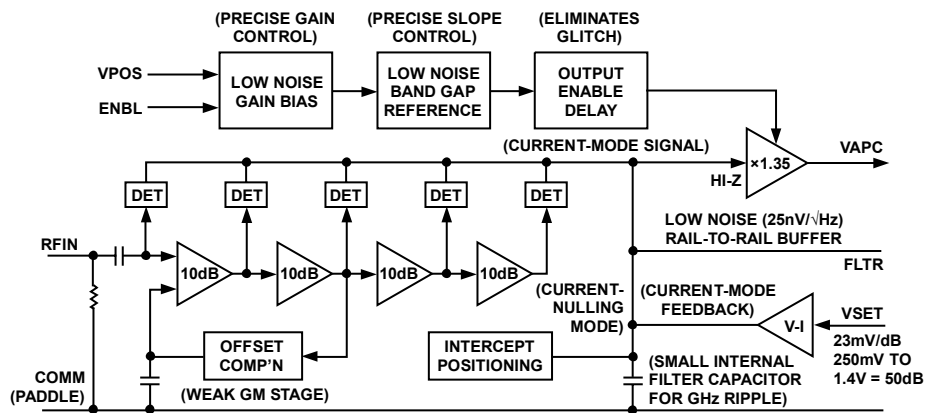 (PRECISE GAIN
CONTROL)
(PRECISE SLOPE
CONTROL)
(ELIMINATES
GLITCH)
VPOS
ENBL
LOW NOISE
GAIN BIAS
LOW NOISE
BAND GAP
REFERENCE
OUTPUT
ENABLE
DELAY
(CURRENT-MODE SIGNAL)
×1.35
HI-Z
VAPC
DET
DET
DET
DET
DET
RFIN
10dB
10dB
10dB
10dB
LOW NOISE (25nV/√Hz)
RAIL-TO-RAIL BUFFER
FLTR
(CURRENT-
NULLING
MODE)
(CURRENT-MODE
FEEDBACK)
V-I
VSET
23mV/dB
250mV TO
1.4V = 50dB
OFFSET
COMP'N
(WEAK GM STAGE)
INTERCEPT
POSITIONING
(SMALL INTERNAL
FILTER CAPACITOR
FOR GHz RIPPLE)
COMM
(PADDLE)